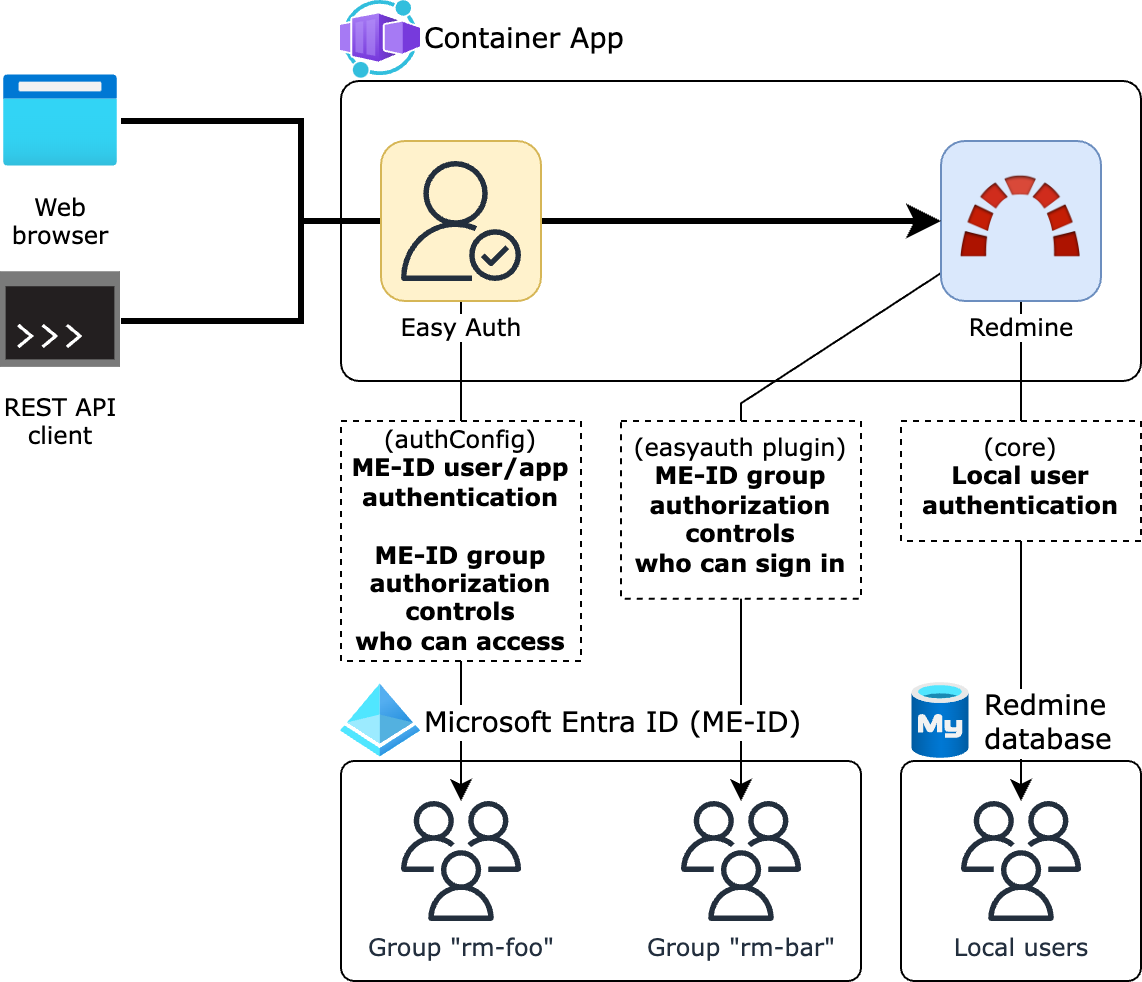 Container App
Web
browser
REST API
client
Easy Auth
Redmine
(authConfig)
ME-ID user/app
authentication
ME-ID group
authorization
controls
who can access
(easyauth plugin)
ME-ID group
authorization
controls
who can sign in
(core)
Local user
authentication
Microsoft Entra ID (ME-ID)
My
Redmine
database
Group "rm-foo"
Group "rm-bar"
Local users